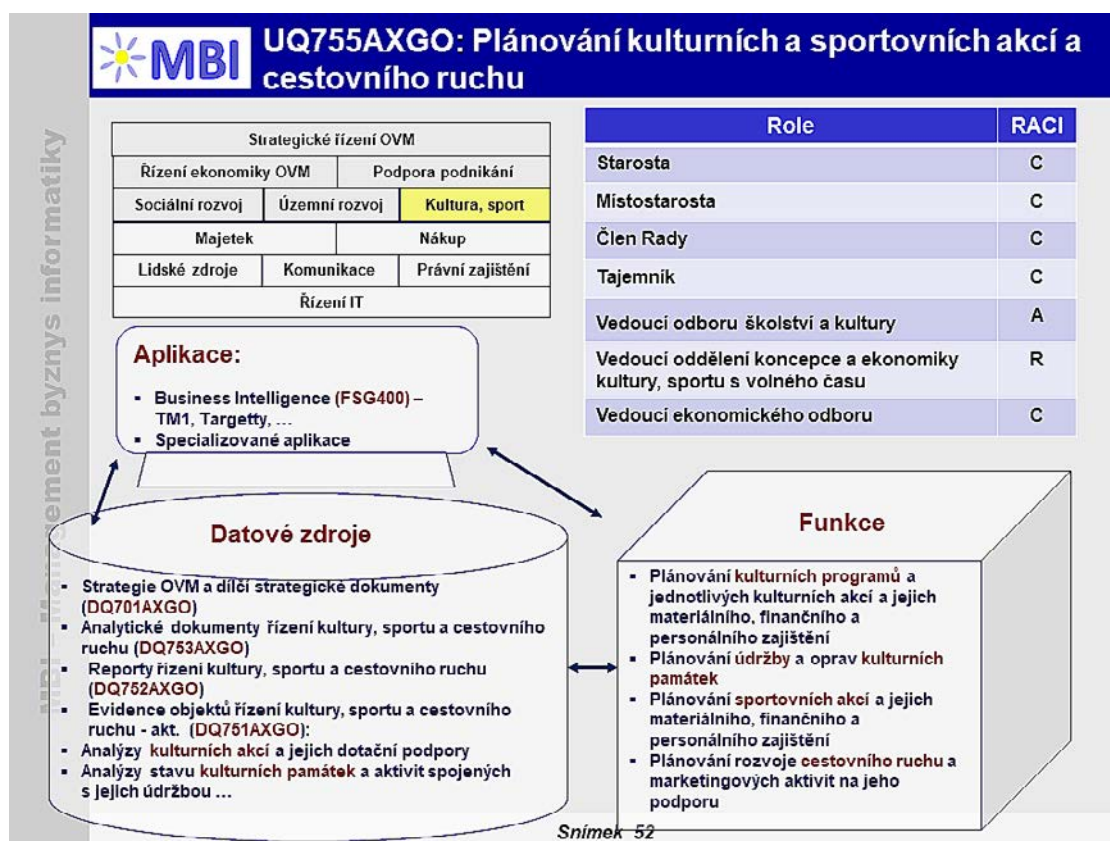 MBI
UQ755AXGO: Plánování kulturních a sportovních akcí a
cestovního ruchu
MBI – Management byznys informatiky
Strategické řízení OVM
Řízení ekonomiky OVM
Podpora podnikání
Sociální rozvoj
Územní rozvoj
Kultura, sport
Majetek
Nákup
Lidské zdroje
Komunikace
Právní zajištění
Řízení IT
Role RACI
Starosta C
Místostarosta C
Člen Rady C
Tajemník C
Vedoucí odboru školství a kultury A
Vedoucí oddělení koncepce a ekonomiky R
kultury, sportu s volného času
Vedoucí ekonomického odboru C
Aplikace:
▪ Business Intelligence (FSG400) –
TM1, Targetty, …
▪ Specializované aplikace
Datové zdroje
▪ Strategie OVM a dílčí strategické dokumenty
(DQ701AXGO)
▪ Analytické dokumenty řízení kultury, sportu a cestovního
ruchu (DQ753AXGO)
▪ Reporty řízení kultury, sportu a cestovního ruchu
(DQ752AXGO)
▪ Evidence objektů řízení kultury, sportu a cestovního
ruchu - akt. (DQ751AXGO):
▪ Analýzy kulturních akcí a jejich dotační podpory
▪ Analýzy stavu kulturních památek a aktivit spojených
s jejich údržbou …
Funkce
▪ Plánování kulturních programů a
jednotlivých kulturních akcí a jejich
materiálního, finančního a
personálního zajištění
▪ Plánování údržby a oprav kulturních
památek
▪ Plánování sportovních akcí a jejich
materiálního, finančního a
personálního zajištění
▪ Plánování rozvoje cestovního ruchu a
marketingových aktivit na jeho
podporu
Snímek 52